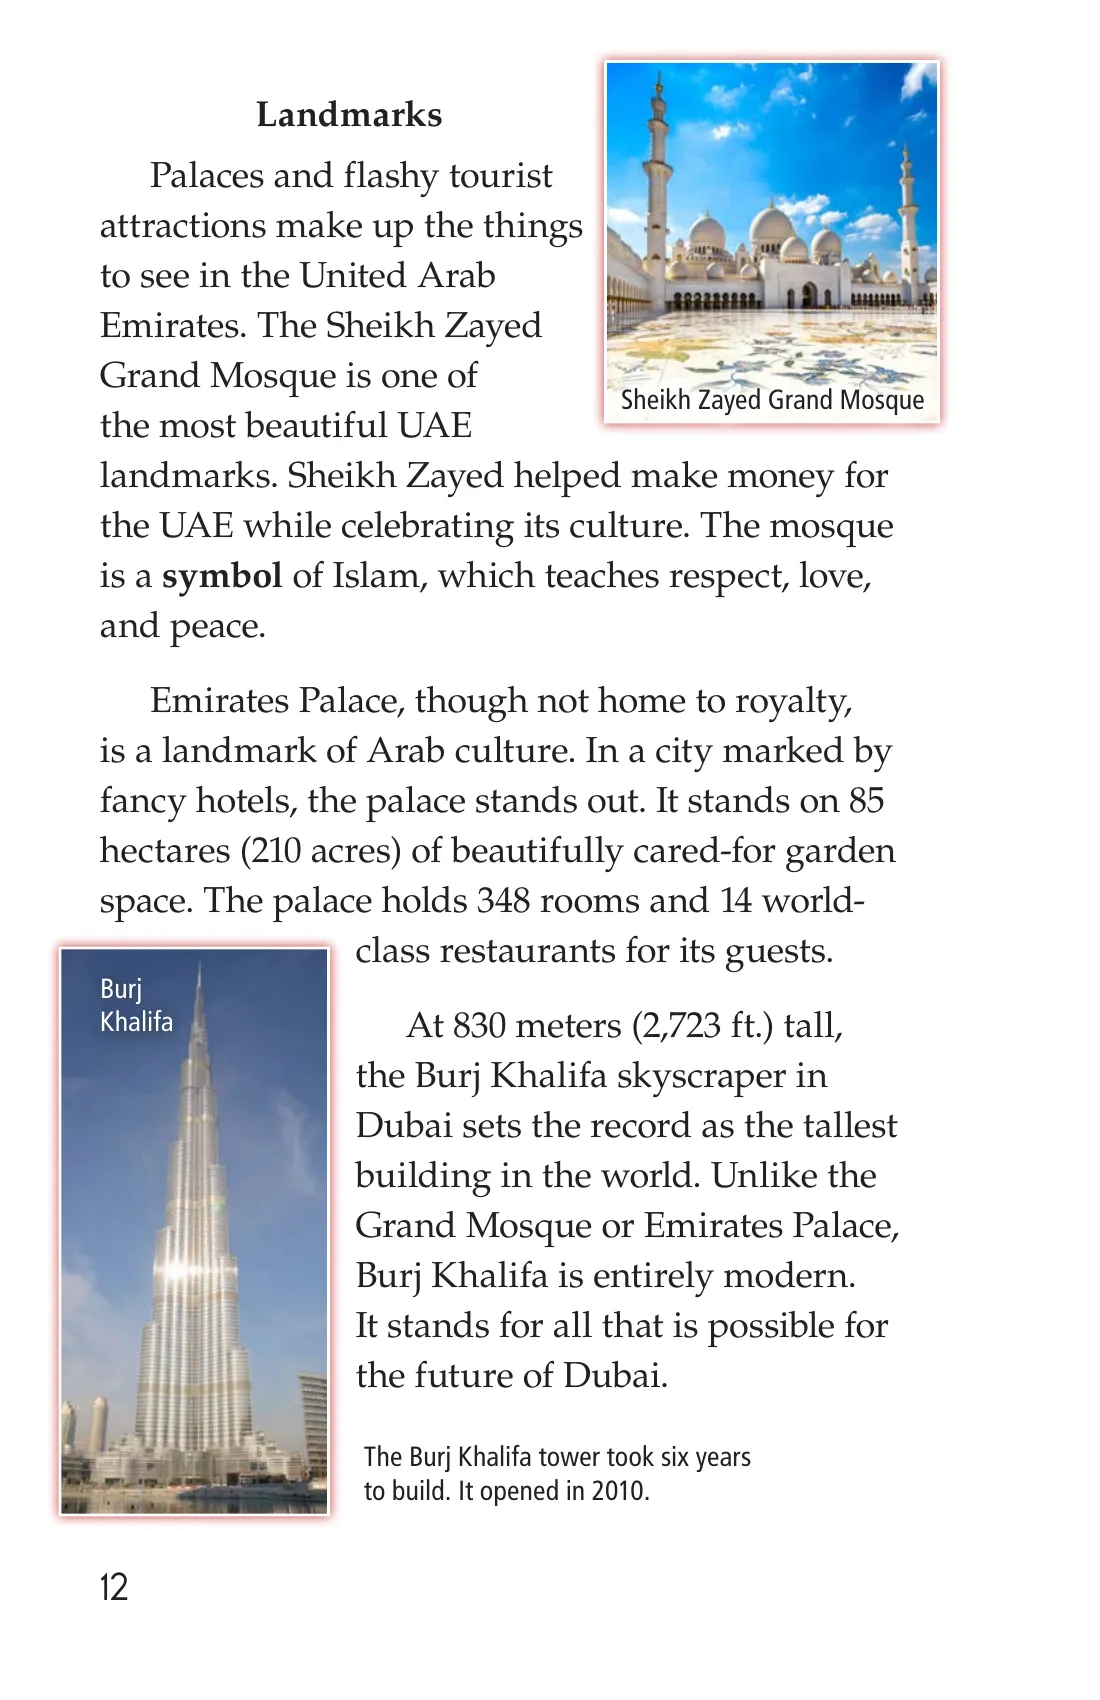 Landmarks
Palaces and flashy tourist
attractions make up the things
to see in the United Arab
Emirates. The Sheikh Zayed
Grand Mosque is one of
the most beautiful UAE
landmarks. Sheikh Zayed helped make money for
the UAE while celebrating its culture. The mosque
is a symbol of Islam, which teaches respect, love,
and peace.
Sheikh Zayed Grand Mosque
Emirates Palace, though not home to royalty,
is a landmark of Arab culture. In a city marked by
fancy hotels, the palace stands out. It stands on 85
hectares (210 acres) of beautifully cared-for garden
space. The palace holds 348 rooms and 14 world-
class restaurants for its guests.
Burj
Khalifa
At 830 meters (2,723 ft.) tall,
the Burj Khalifa skyscraper in
Dubai sets the record as the tallest
building in the world. Unlike the
Grand Mosque or Emirates Palace,
Burj Khalifa is entirely modern.
It stands for all that is possible for
the future of Dubai.
The Burj Khalifa tower took six years
to build. It opened in 2010.
12